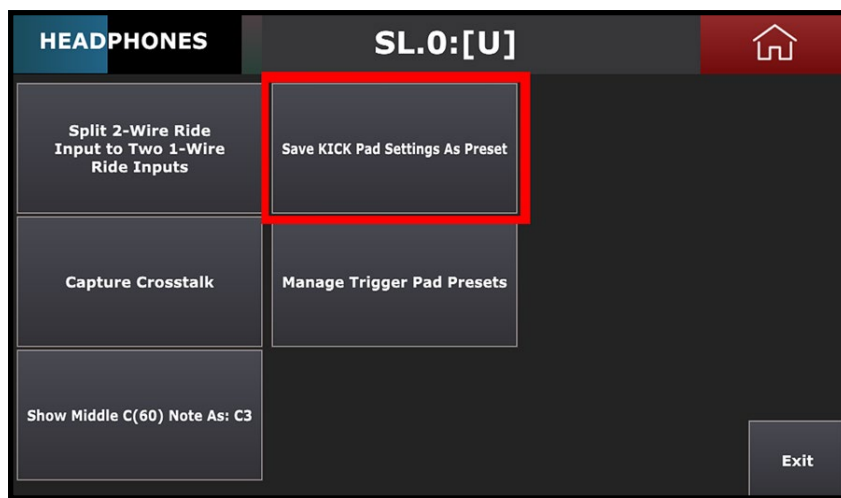 HEADPHONES
SL.0:[U]
Split 2-Wire Ride
Input to Two 1-Wire
Ride Inputs
Save KICK Pad Settings As Preset
Capture Crosstalk
Manage Trigger Pad Presets
Show Middle C(60) Note As: C3
Exit